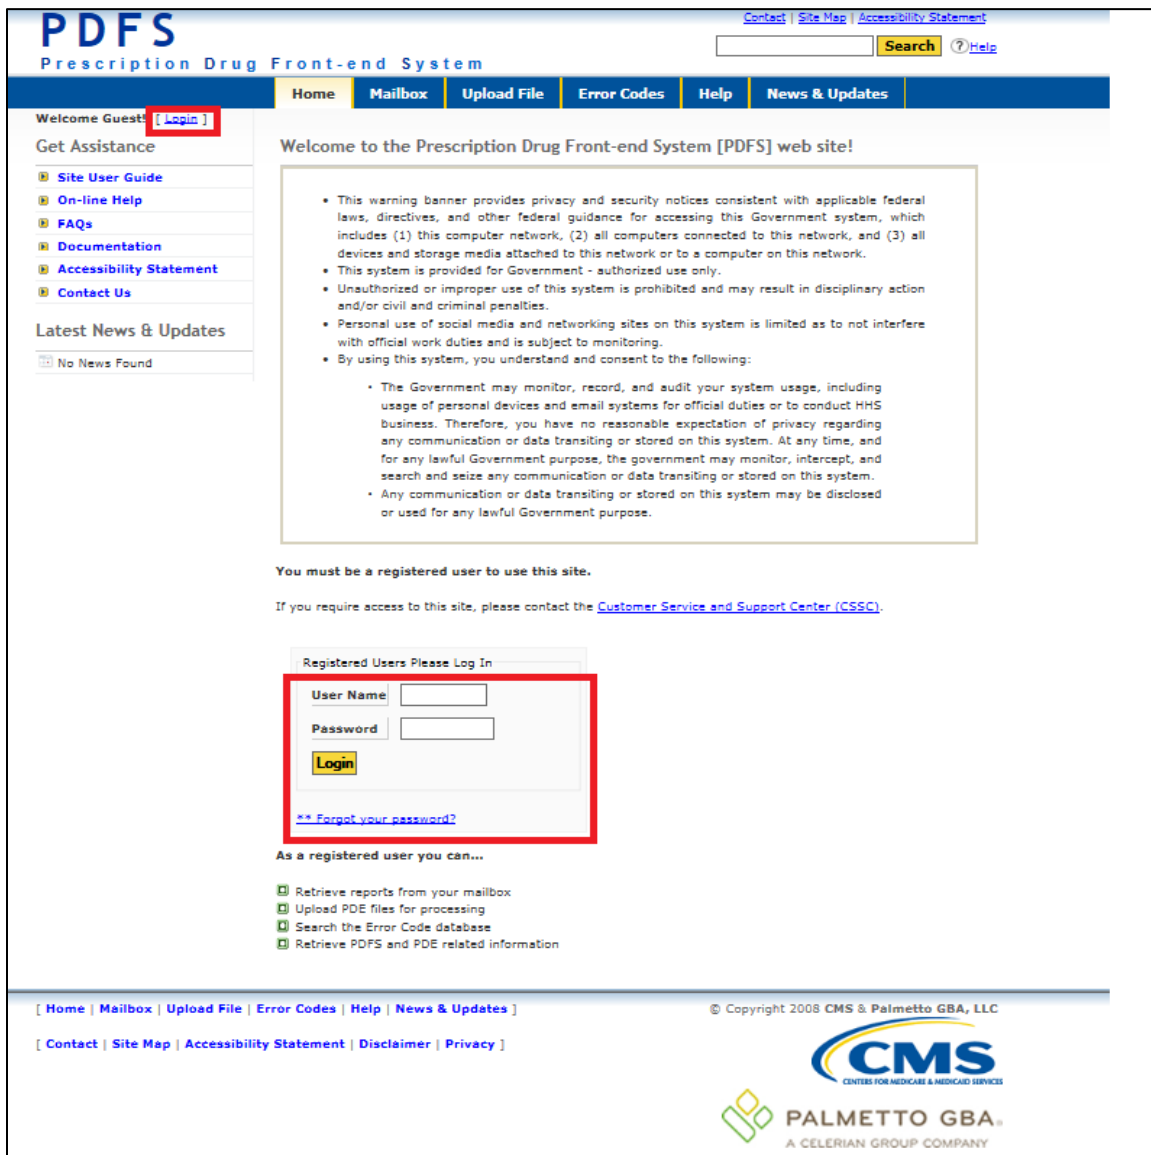 PDFS
Prescription Drug Front-end System
Contact | Site Map | Accessibility Statement
Search ? Help
Home Mailbox Upload File Error Codes Help News & Updates
Welcome Guest! [ Login ]
Get Assistance
Site User Guide
On-line Help
FAQs
Documentation
Accessibility Statement
Contact Us
Latest News & Updates
No News Found
Welcome to the Prescription Drug Front-end System [PDFS] web site!
• This warning banner provides privacy and security notices consistent with applicable federal
laws, directives, and other federal guidance for accessing this Government system, which
includes (1) this computer network, (2) all computers connected to this network, and (3) all
devices and storage media attached to this network or to a computer on this network.
• This system is provided for Government - authorized use only.
• Unauthorized or improper use of this system is prohibited and may result in disciplinary action
and/or civil and criminal penalties.
• Personal use of social media and networking sites on this system is limited as to not interfere
with official work duties and is subject to monitoring.
• By using this system, you understand and consent to the following:
• The Government may monitor, record, and audit your system usage, including
usage of personal devices and email systems for official duties or to conduct HHS
business. Therefore, you have no reasonable expectation of privacy regarding
any communication or data transiting or stored on this system. At any time, and
for any lawful Government purpose, the government may monitor, intercept, and
search and seize any communication or data transiting or stored on this system.
• Any communication or data transiting or stored on this system may be disclosed
or used for any lawful Government purpose.
You must be a registered user to use this site.
If you require access to this site, please contact the Customer Service and Support Center (CSSC).
Registered Users Please Log In
User Name
Password
Login
** Forgot your password?
As a registered user you can...
Retrieve reports from your mailbox
Upload PDE files for processing
Search the Error Code database
Retrieve PDFS and PDE related information
[ Home | Mailbox | Upload File | Error Codes | Help | News & Updates ]
© Copyright 2008 CMS & Palmetto GBA, LLC
[ Contact | Site Map | Accessibility Statement | Disclaimer | Privacy ]
CMS
CENTERS FOR MEDICARE & MEDICAID SERVICES
PALMETTO GBA®
A CELERIAN GROUP COMPANY